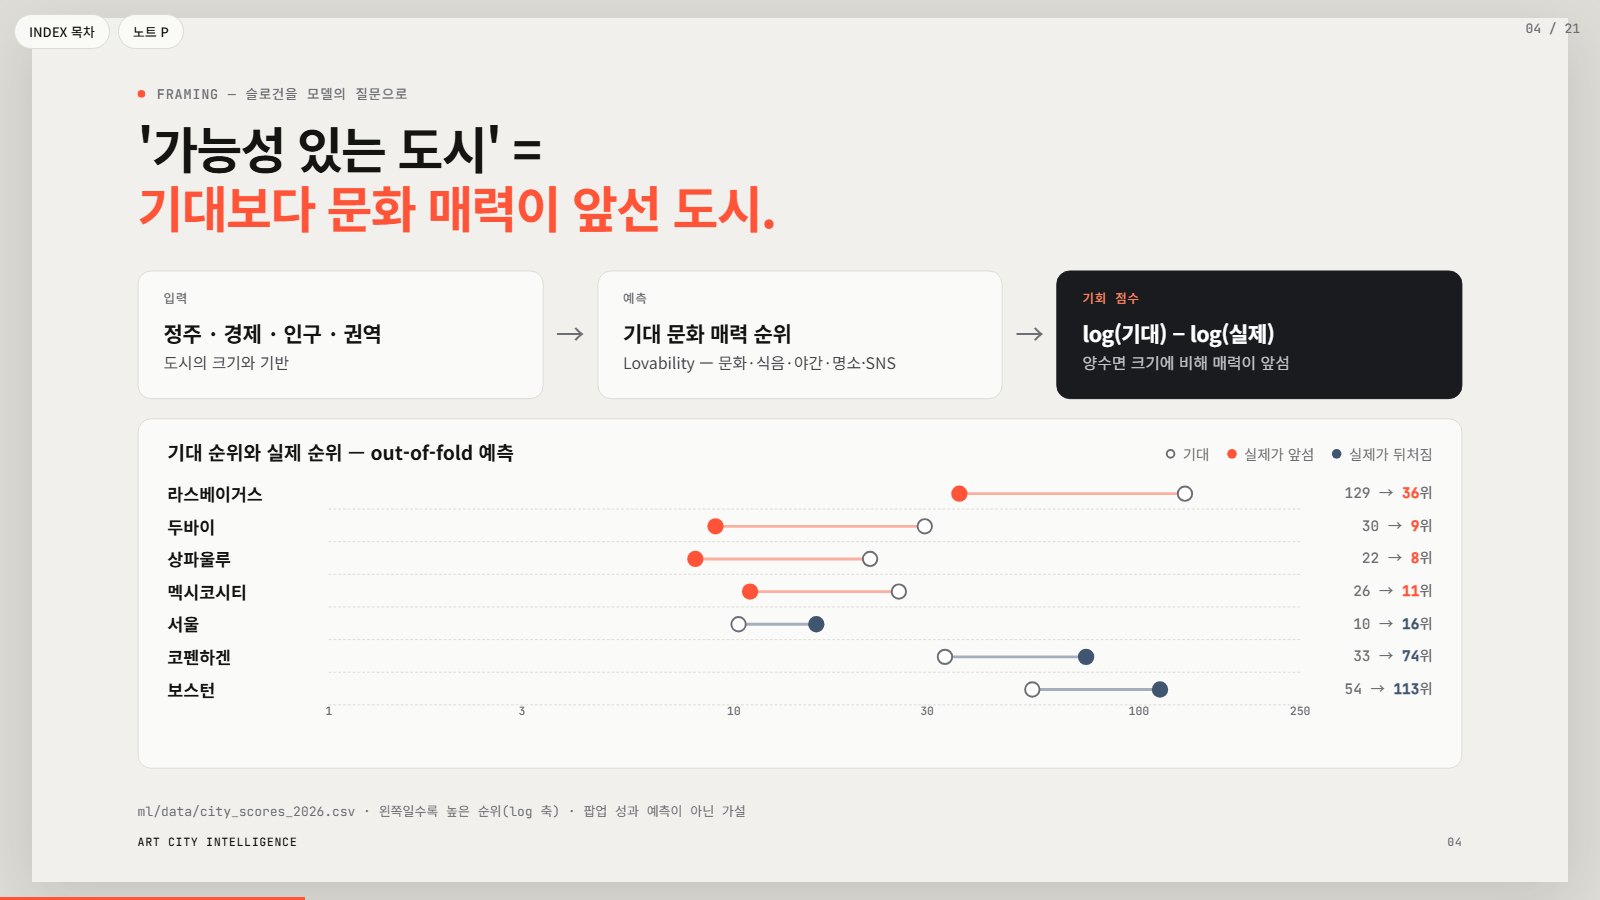 INDEX 목차
노트 P
04 / 21
FRAMING — 슬로건을 모델의 질문으로
'가능성 있는 도시' =
기대보다 문화 매력이 앞선 도시.
입력
정주 · 경제 · 인구 · 권역
도시의 크기와 기반
→
예측
기대 문화 매력 순위
Lovability — 문화·식음·야간·명소·SNS
→
기회 점수
log(기대) − log(실제)
양수면 크기에 비해 매력이 앞섬
기대 순위와 실제 순위 — out-of-fold 예측
기대 실제가 앞섬 실제가 뒤처짐
라스베이거스 129 → 36위
두바이 30 → 9위
상파울루 22 → 8위
멕시코시티 26 → 11위
서울 10 → 16위
코펜하겐 33 → 74위
보스턴 54 → 113위
1 3 10 30 100 250
ml/data/city_scores_2026.csv · 왼쪽일수록 높은 순위(log 축) · 팝업 성과 예측이 아닌 가설
ART CITY INTELLIGENCE
04